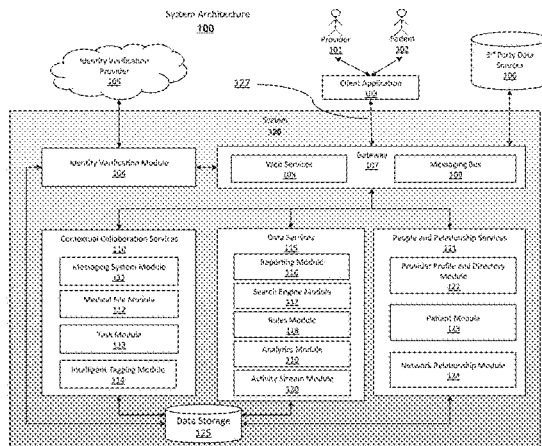 System Architecture
100
Provider
101
Patient
102
Identity Verification
Provider
105
3rd Party Data
Sources
106
127
Client Application
103
System
126
Identity Verification Module
104
Gateway
107
Web Services
108
Messaging Bus
109
Contextual Collaboration Services
110
Messaging System Module
111
Medical File Module
112
Task Module
113
Intelligent Tagging Module
114
Data Services
115
Reporting Module
116
Search Engine Module
117
Rules Module
118
Analytics Module
119
Activity Stream Module
120
People and Relationship Services
121
Provider Profile and Directory
Module
122
Patient Module
123
Network Relationship Module
124
Data Storage
125